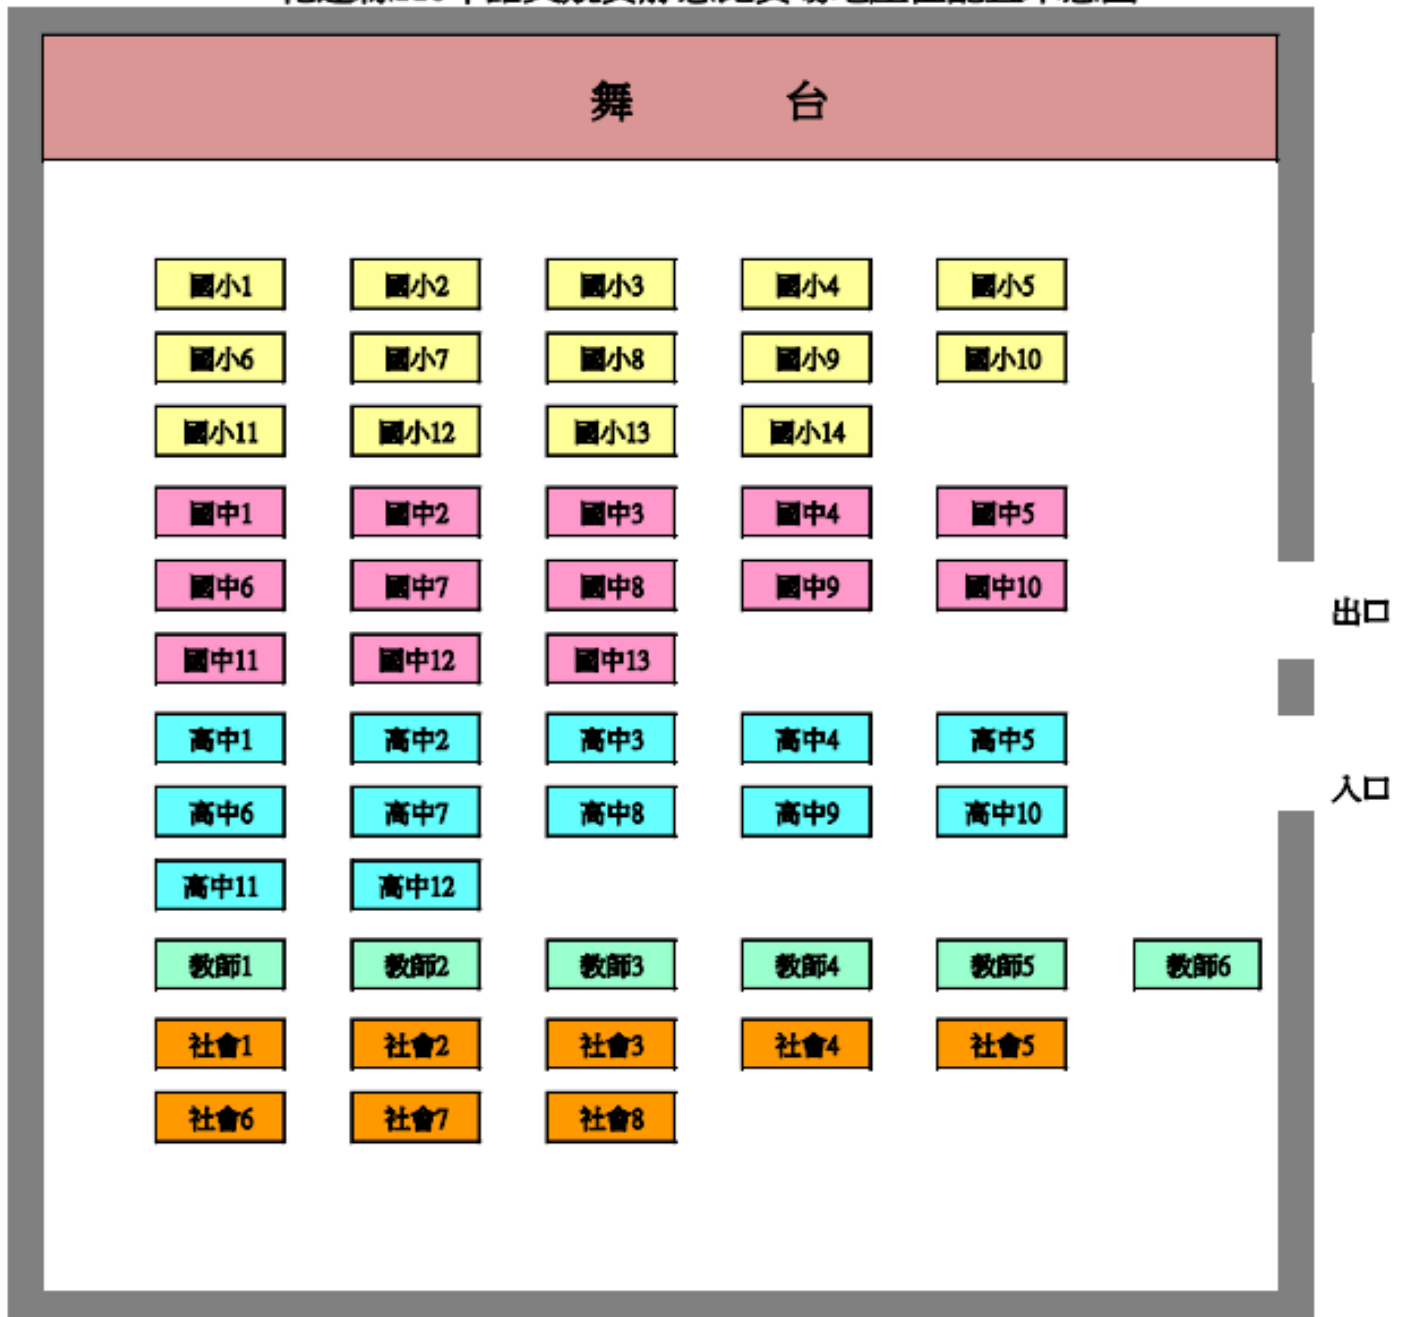 舞 台
國小1 國小2 國小3 國小4 國小5
國小6 國小7 國小8 國小9 國小10
國小11 國小12 國小13 國小14
國中1 國中2 國中3 國中4 國中5
國中6 國中7 國中8 國中9 國中10
出口
國中11 國中12 國中13
高中1 高中2 高中3 高中4 高中5
入口
高中6 高中7 高中8 高中9 高中10
高中11 高中12
教師1 教師2 教師3 教師4 教師5 教師6
社會1 社會2 社會3 社會4 社會5
社會6 社會7 社會8